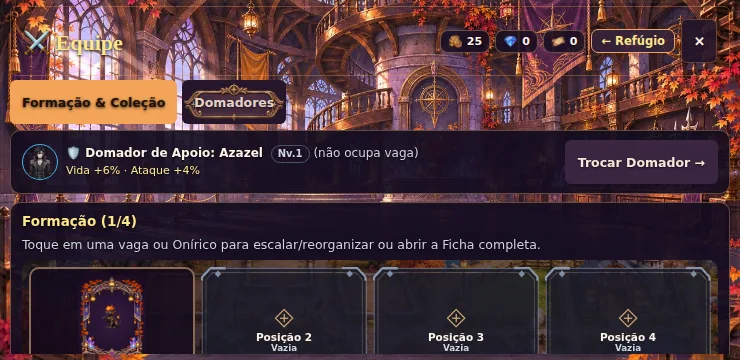 Equipe
25
0
0
← Refúgio
×
Formação & Coleção
Domadores
Domador de Apoio: Azazel Nv.1 (não ocupa vaga)
Vida +6% · Ataque +4%
Trocar Domador →
Formação (1/4)
Toque em uma vaga ou Onírico para escalar/reorganizar ou abrir a Ficha completa.
Posição 2
Vazia
Posição 3
Vazia
Posição 4
Vazia